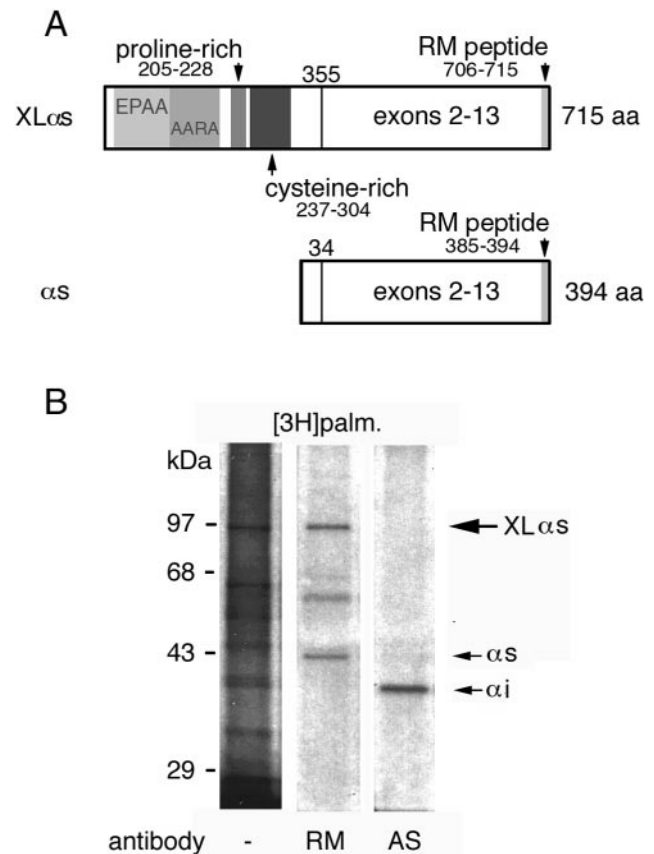 A
proline-rich
205-228
355
RM peptide
706-715
XLαs
EPAA
AARA
exons 2-13
715 aa
cysteine-rich
237-304
RM peptide
385-394
34
αs
exons 2-13
394 aa
B
[3H]palm.
kDa
97 -
XLαs
68 -
43 -
αs
αi
29 -
antibody - RM AS